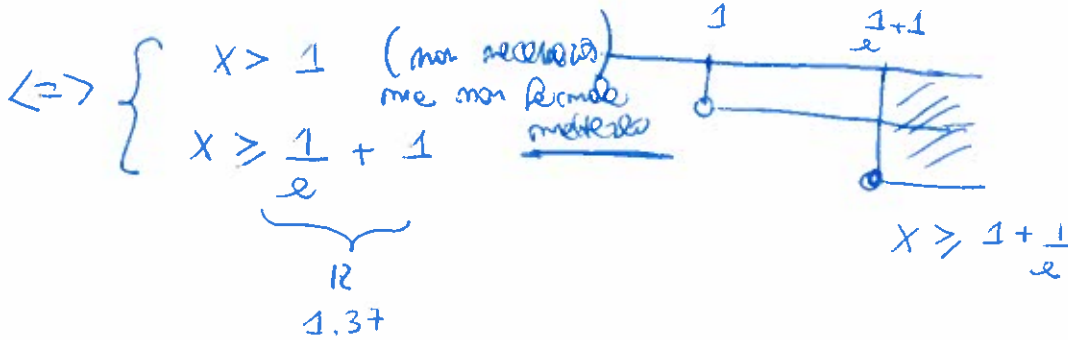 <=> { x > 1 (non necessario
ma non fa male
metterlo
x ≥ 1/e + 1
≈
1.37
1
1/e + 1
x ≥ 1 + 1/e